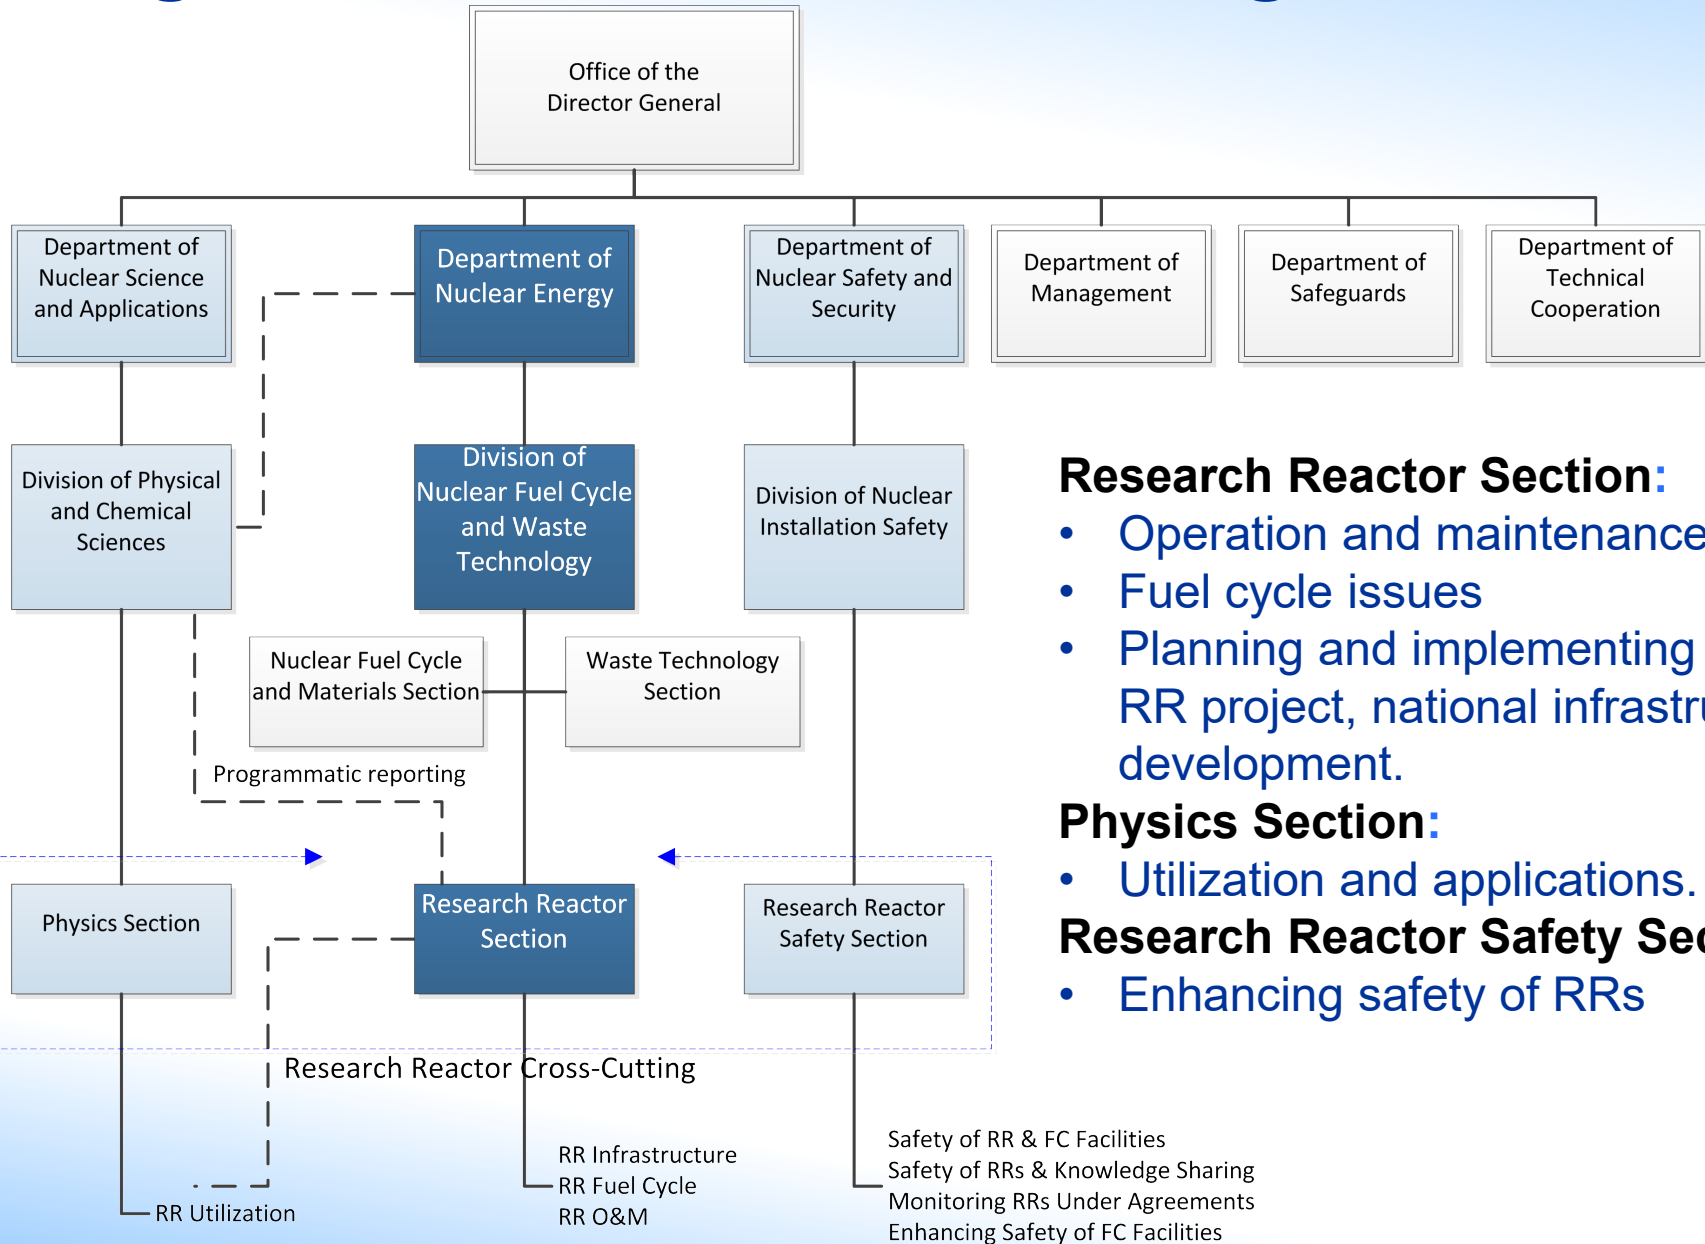 Office of the
Director General
Department of
Nuclear Science
and Applications
Department of
Nuclear Energy
Department of
Nuclear Safety and
Security
Department of
Management
Department of
Safeguards
Department of
Technical
Cooperation
Division of Physical
and Chemical
Sciences
Division of
Nuclear Fuel Cycle
and Waste
Technology
Division of Nuclear
Installation Safety
Nuclear Fuel Cycle
and Materials Section
Waste Technology
Section
Programmatic reporting
Physics Section
Research Reactor
Section
Research Reactor
Safety Section
Research Reactor Cross-Cutting
RR Utilization
RR Infrastructure
RR Fuel Cycle
RR O&M
Safety of RR & FC Facilities
Safety of RRs & Knowledge Sharing
Monitoring RRs Under Agreements
Enhancing Safety of FC Facilities
Research Reactor Section:
• Operation and maintenance
• Fuel cycle issues
• Planning and implementing
RR project, national
development.
Physics Section:
• Utilization and applications.
Research Reactor Safety
• Enhancing safety of RRs